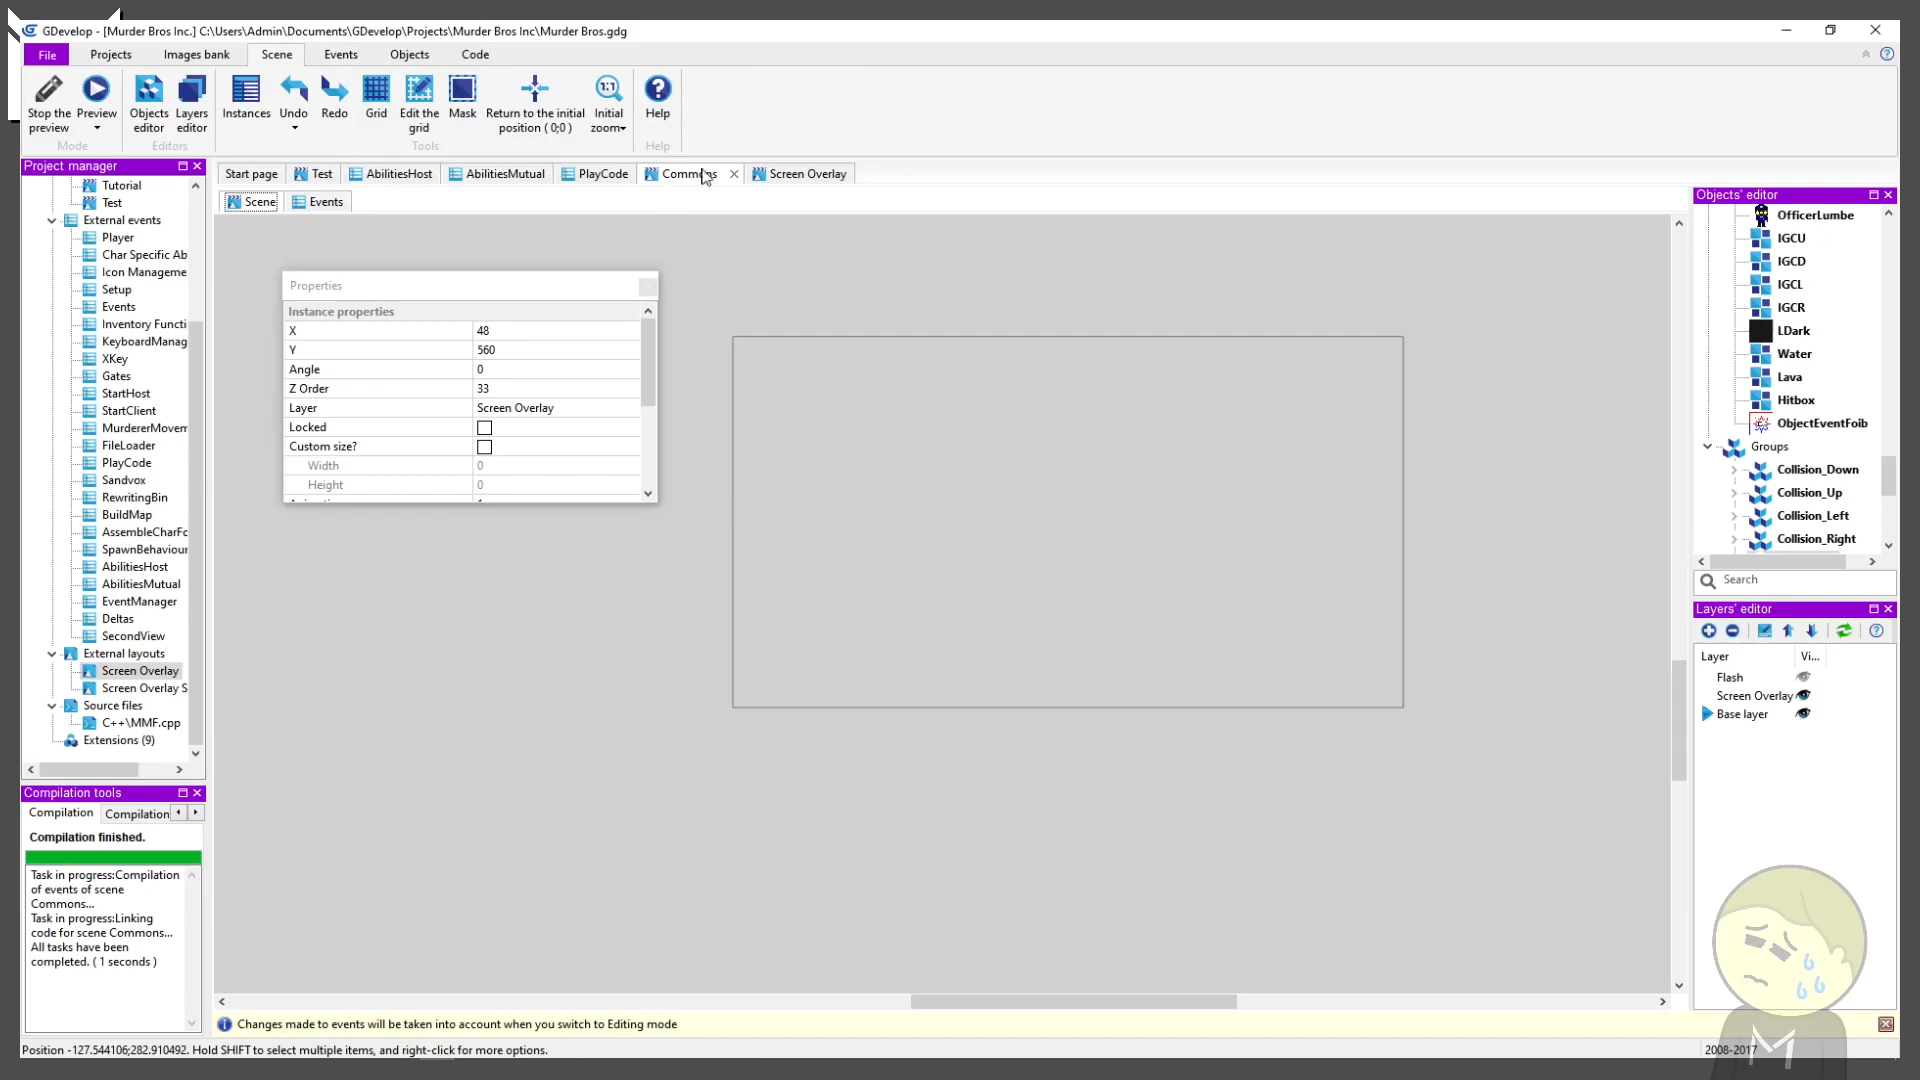 GDevelop - [Murder Bros Inc.] C:\Users\Admin\Documents\GDevelop\Projects\Murder Bros Inc\Murder Bros.gdg
File Projects Images bank Scene Events Objects Code
Stop the preview
Preview
Objects editor
Layers editor
Instances
Undo
Redo
Grid
Edit the grid
Mask
Return to the initial position ( 0;0 )
Initial zoom
Help
Mode
Editors
Tools
Help
Project manager
Tutorial
Test
External events
Player
Char Specific Ab
Icon Manageme
Setup
Events
Inventory Functi
KeyboardManag
XKey
Gates
StartHost
StartClient
MurdererMovem
FileLoader
PlayCode
Sandvox
RewritingBin
BuildMap
AssembleCharFo
SpawnBehaviour
AbilitiesHost
AbilitiesMutual
EventManager
Deltas
SecondView
External layouts
Screen Overlay
Screen Overlay S
Source files
C++\MMF.cpp
Extensions (9)
Compilation tools
Compilation Compilation
Compilation finished.
Task in progress:Compilation
of events of scene
Commons...
Task in progress:Linking
code for scene Commons...
All tasks have been
completed. ( 1 seconds )
Start page Test AbilitiesHost AbilitiesMutual PlayCode Commons Screen Overlay
Scene Events
Properties
Instance properties
X 48
Y 560
Angle 0
Z Order 33
Layer Screen Overlay
Locked
Custom size?
Width 0
Height 0
Objects' editor
OfficerLumbe
IGCU
IGCD
IGCL
IGCR
LDark
Water
Lava
Hitbox
ObjectEventFoib
Groups
Collision_Down
Collision_Up
Collision_Left
Collision_Right
Search
Layers' editor
Layer Vi...
Flash
Screen Overlay
Base layer
Changes made to events will be taken into account when you switch to Editing mode
Position -127.544106;282.910492. Hold SHIFT to select multiple items, and right-click for more options.
2008-2017